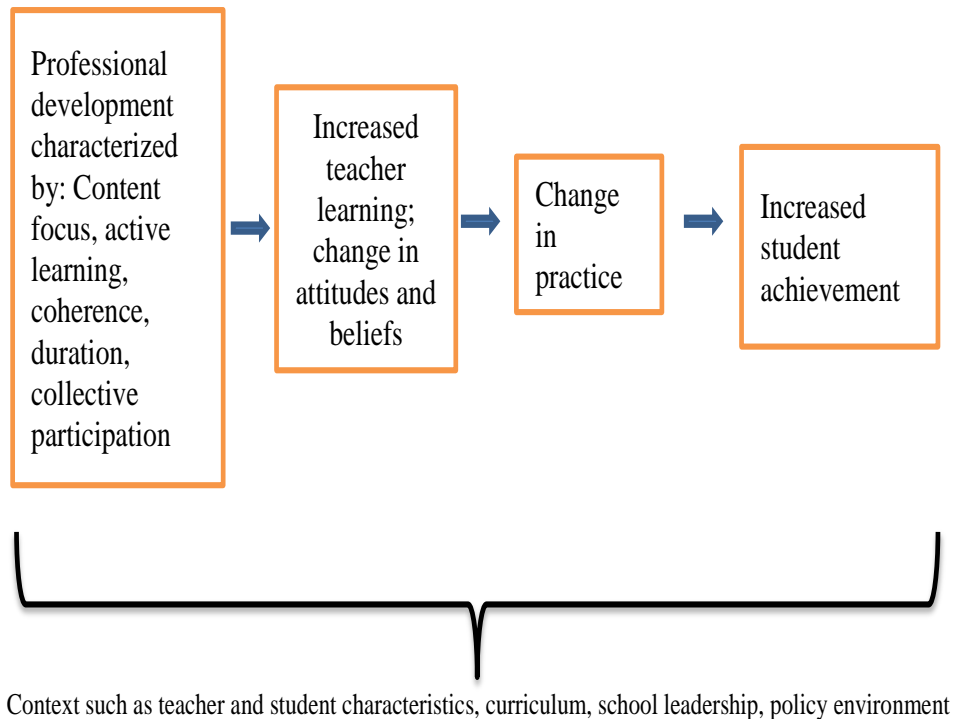 Professional
development
characterized
by: Content
focus, active
learning,
coherence,
duration,
collective
participation
Increased
teacher
learning;
change in
attitudes and
beliefs
Change
in
practice
Increased
student
achievement
Context such as teacher and student characteristics, curriculum, school leadership, policy environment